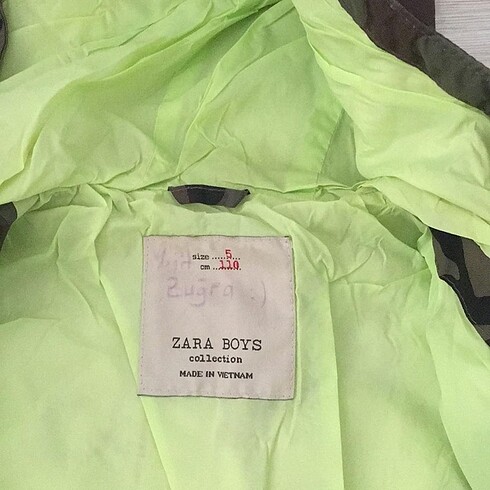 size .....5...
cm ...110
Buğra :)
ZARA BOYS
collection
MADE IN VIETNAM